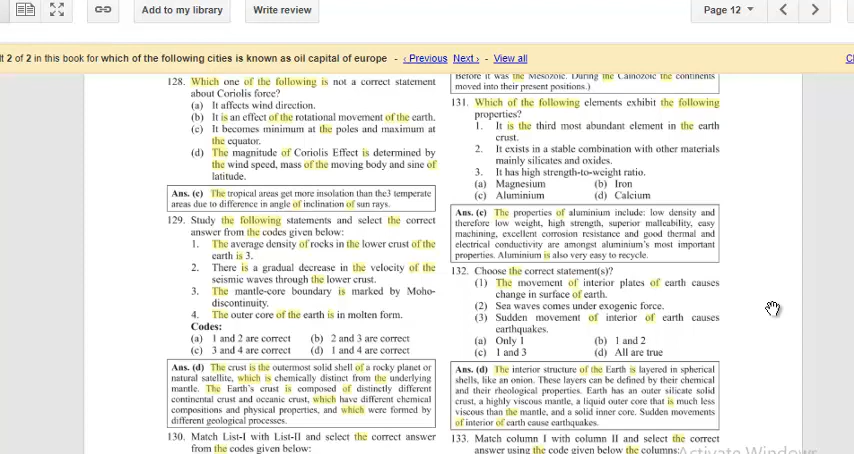 Add to my library
Write review
Page 12
lt 2 of 2 in this book for which of the following cities is known as oil capital of europe - ‹ Previous Next › - View all
128. Which one of the following is not a correct statement
about Coriolis force?
(a) It affects wind direction.
(b) It is an effect of the rotational movement of the earth.
(c) It becomes minimum at the poles and maximum at
the equator.
(d) The magnitude of Coriolis Effect is determined by
the wind speed, mass of the moving body and sine of
latitude.
Ans. (c) The tropical areas get more insolation than the3 temperate
areas due to difference in angle of inclination of sun rays.
129. Study the following statements and select the correct
answer from the codes given below:
1. The average density of rocks in the lower crust of the
earth is 3.
2. There is a gradual decrease in the velocity of the
seismic waves through the lower crust.
3. The mantle-core boundary is marked by Moho-
discontinuity.
4. The outer core of the earth is in molten form.
Codes:
(a) 1 and 2 are correct (b) 2 and 3 are correct
(c) 3 and 4 are correct (d) 1 and 4 are correct
Ans. (d) The crust is the outermost solid shell of a rocky planet or
natural satellite, which is chemically distinct from the underlying
mantle. The Earth's crust is composed of distinctly different
continental crust and oceanic crust, which have different chemical
compositions and physical properties, and which were formed by
different geological processes.
130. Match List-I with List-II and select the correct answer
from the codes given below:
Before it was the Mesozoic. During the Cainozoic the continents
moved into their present positions.)
131. Which of the following elements exhibit the following
properties?
1. It is the third most abundant element in the earth
crust.
2. It exists in a stable combination with other materials
mainly silicates and oxides.
3. It has high strength-to-weight ratio.
(a) Magnesium (b) Iron
(c) Aluminium (d) Calcium
Ans. (c) The properties of aluminium include: low density and
therefore low weight, high strength, superior malleability, easy
machining, excellent corrosion resistance and good thermal and
electrical conductivity are amongst aluminium's most important
properties. Aluminium is also very easy to recycle.
132. Choose the correct statement(s)?
(1) The movement of interior plates of earth causes
change in surface of earth.
(2) Sea waves comes under exogenic force.
(3) Sudden movement of interior of earth causes
earthquakes.
(a) Only 1 (b) 1 and 2
(c) 1 and 3 (d) All are true
Ans. (d) The interior structure of the Earth is layered in spherical
shells, like an onion. These layers can be defined by their chemical
and their rheological properties. Earth has an outer silicate solid
crust, a highly viscous mantle, a liquid outer core that is much less
viscous than the mantle, and a solid inner core. Sudden movements
of interior of earth cause earthquakes.
133. Match column I with column II and select the correct
answer using the code given below the columns:
Activate Windows